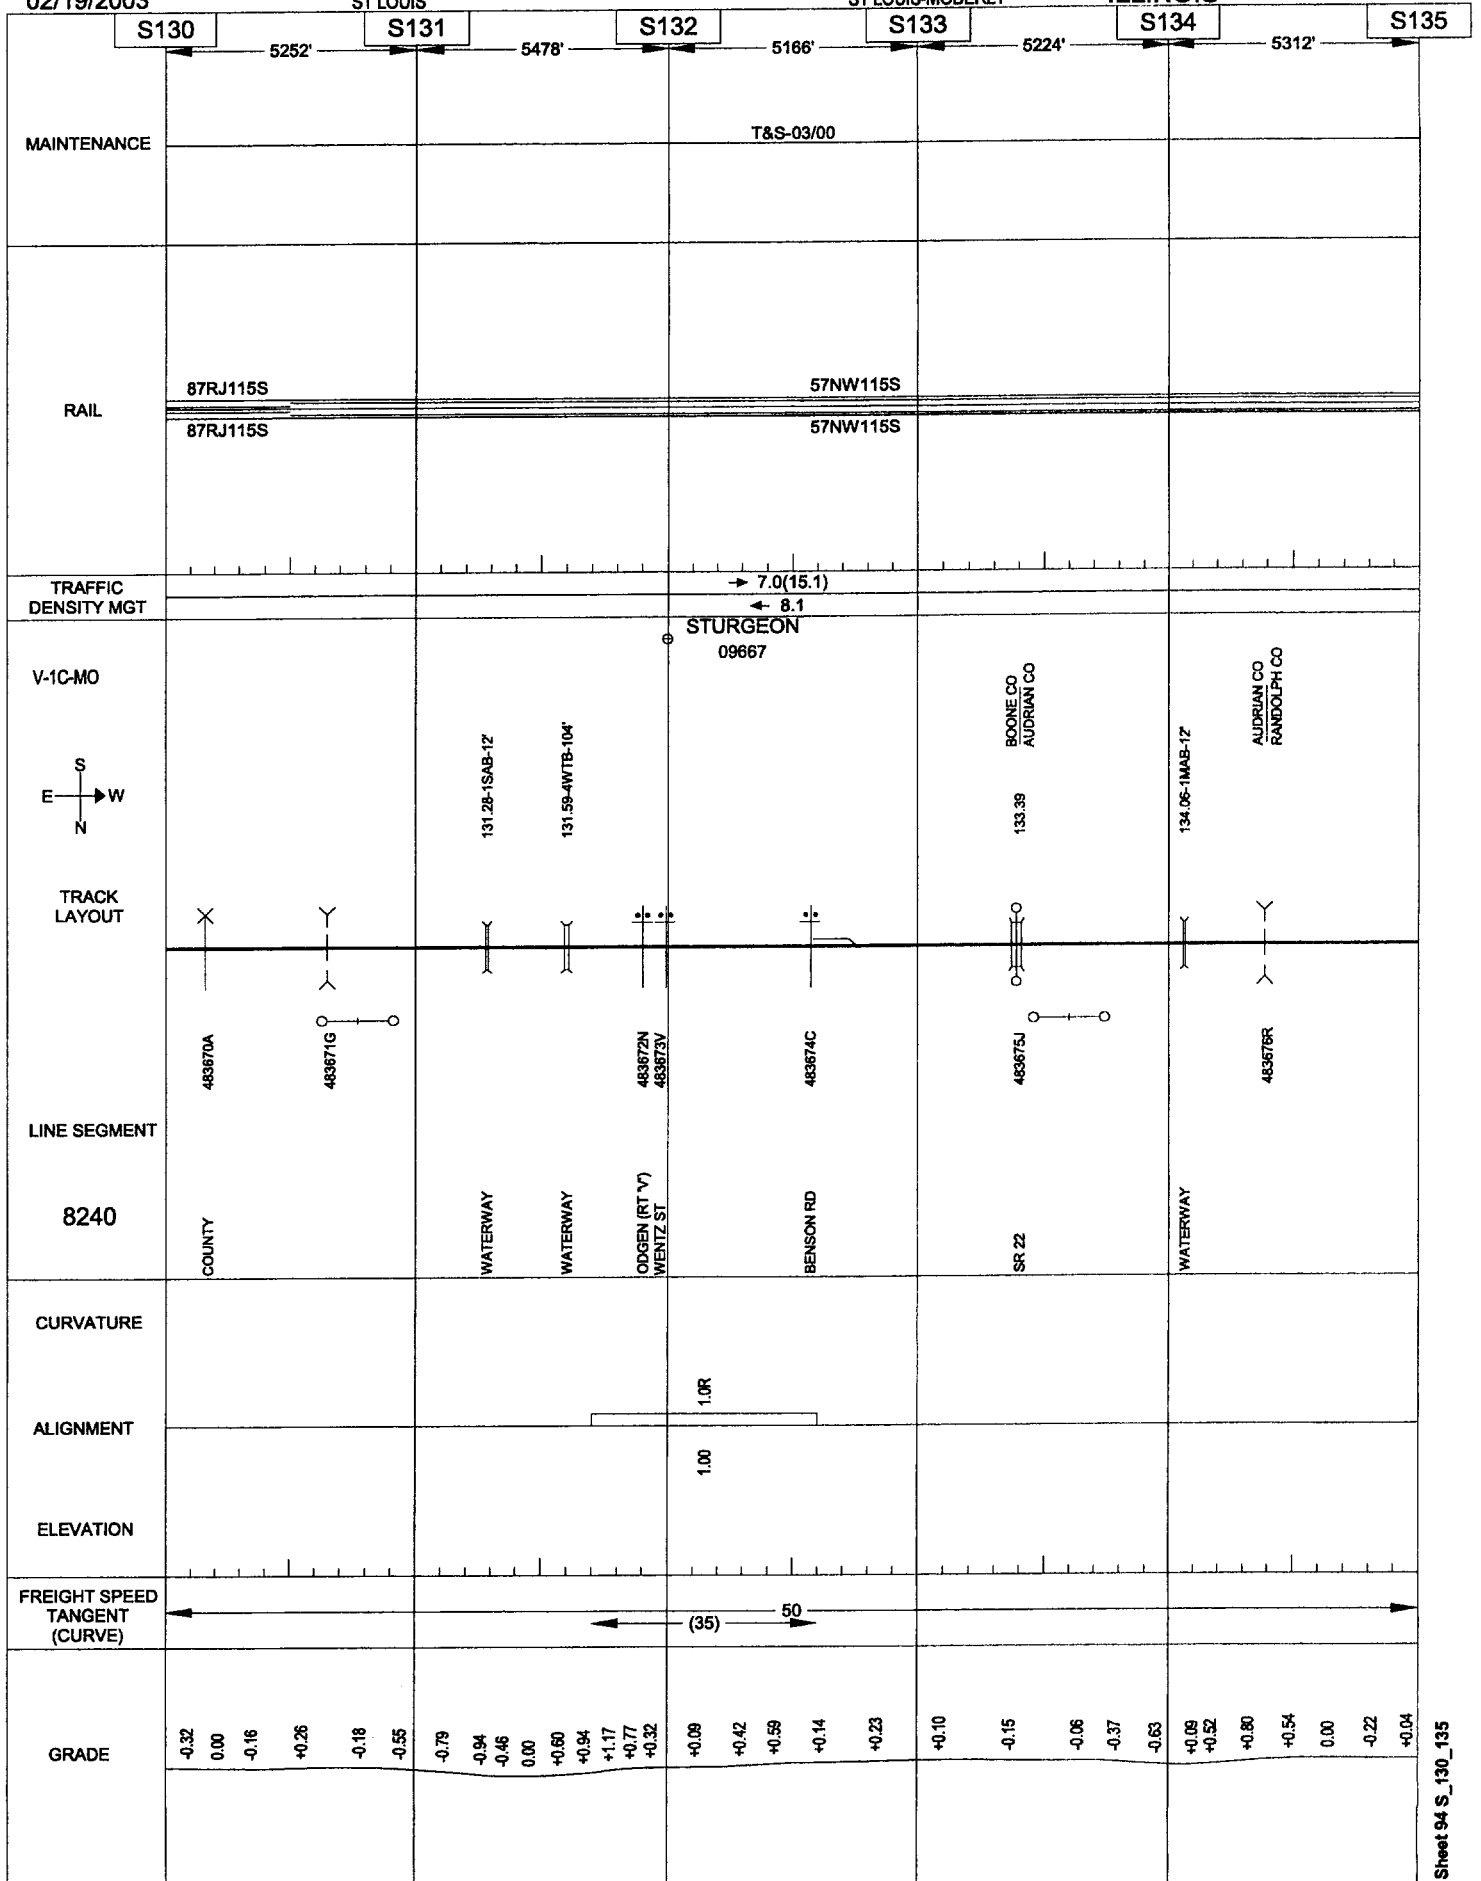 02/19/2003 ST LOUIS ST LOUIS-MOBERLY ILLINOIS
S130 S131 S132 S133 S134 S135
5252' 5478' 5166' 5224' 5312'
MAINTENANCE
T&S-03/00
RAIL
87RJ115S 57NW115S
87RJ115S 57NW115S
TRAFFIC
DENSITY MGT
7.0(15.1)
8.1
STURGEON
09667
V-1C-MO
S
E W
N
131.28-1SAB-12'
131.59-4WTB-104'
BOONE CO
AUDRIAN CO
133.39
134.06-1MAB-12'
AUDRIAN CO
RANDOLPH CO
TRACK
LAYOUT
483670A
483671G
483672N
483673V
483674C
483675J
483676R
LINE SEGMENT
8240
COUNTY
WATERWAY
WATERWAY
ODGEN (RT 'V')
WENTZ ST
BENSON RD
SR 22
WATERWAY
CURVATURE
1.0R
ALIGNMENT
1.00
ELEVATION
FREIGHT SPEED
TANGENT
(CURVE)
50
(35)
GRADE
-0.32
0.00
-0.16
+0.26
-0.18
-0.55
-0.79
-0.94
-0.46
0.00
+0.60
+0.94
+1.17
+0.77
+0.32
+0.09
+0.42
+0.59
+0.14
+0.23
+0.10
-0.15
-0.06
-0.37
-0.63
+0.09
+0.52
+0.80
+0.54
0.00
-0.22
+0.04
Sheet 94 S_130_135